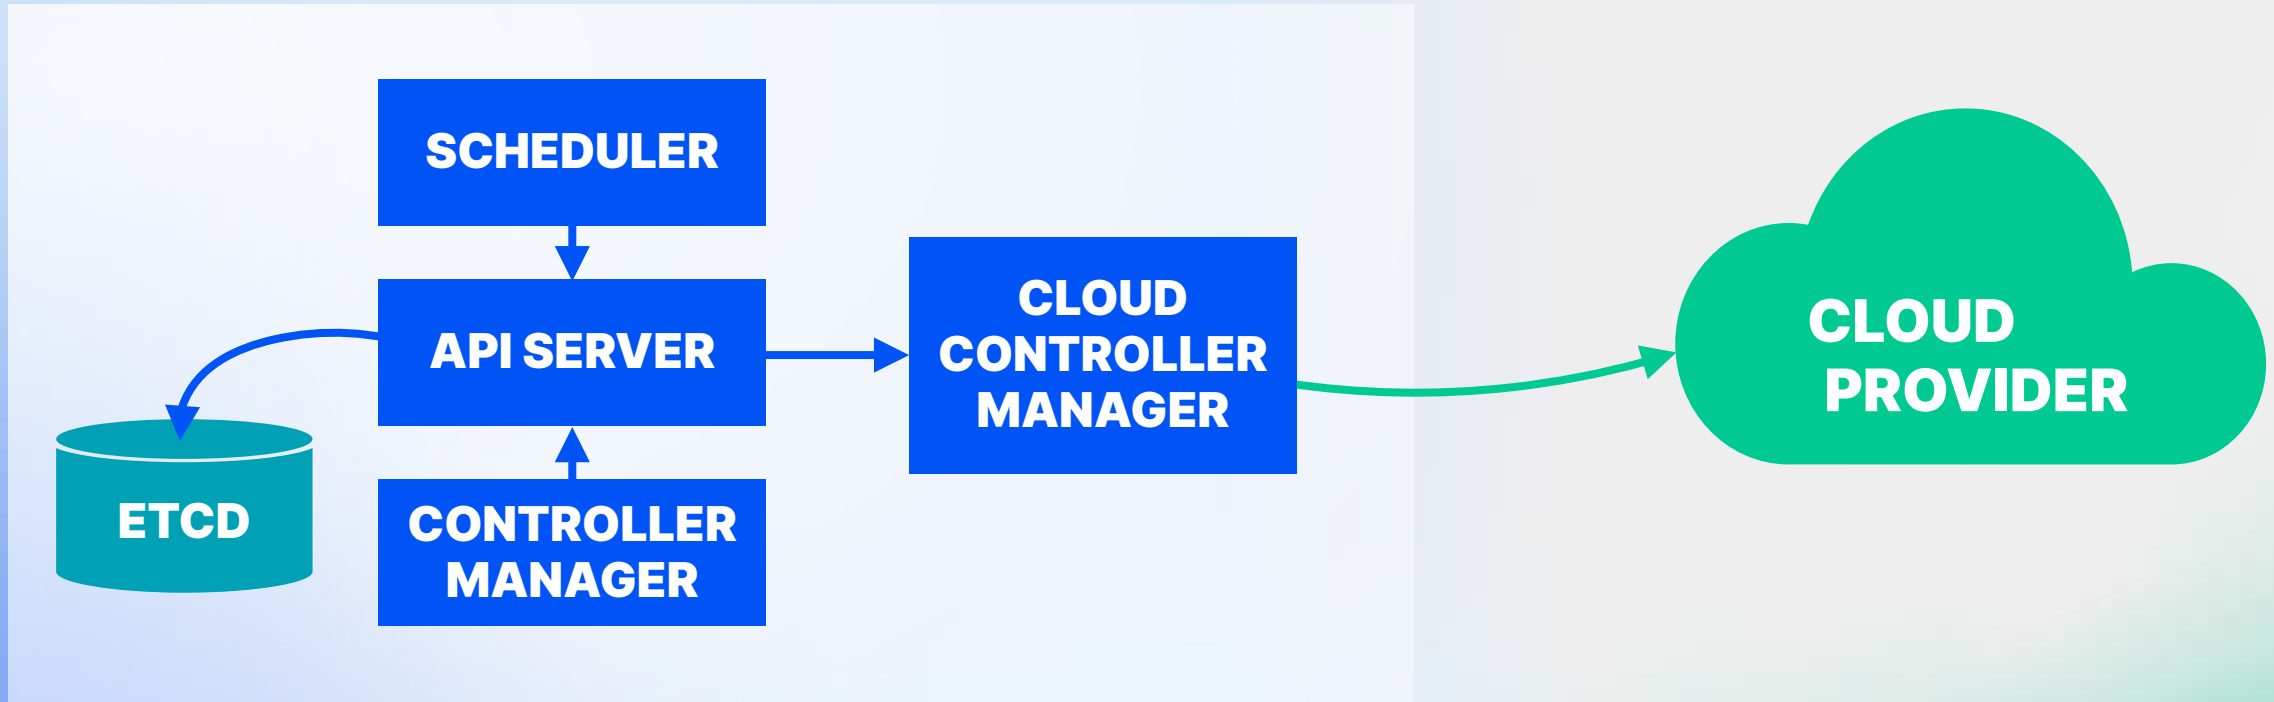 SCHEDULER
API SERVER
CLOUD
CONTROLLER
MANAGER
CLOUD
PROVIDER
ETCD
CONTROLLER
MANAGER